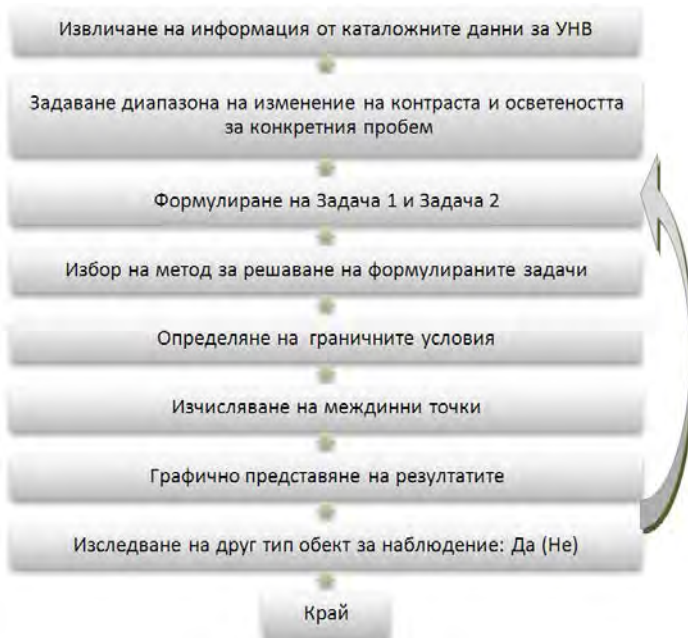 Извличане на информация от каталожните данни за УНВ
Задаване диапазона на изменение на контраста и осветеността
за конкретния пробем
Формулиране на Задача 1 и Задача 2
Избор на метод за решаване на формулираните задачи
Определяне на граничните условия
Изчисляване на междинни точки
Графично представяне на резултатите
Изследване на друг тип обект за наблюдение: Да (Не)
Край